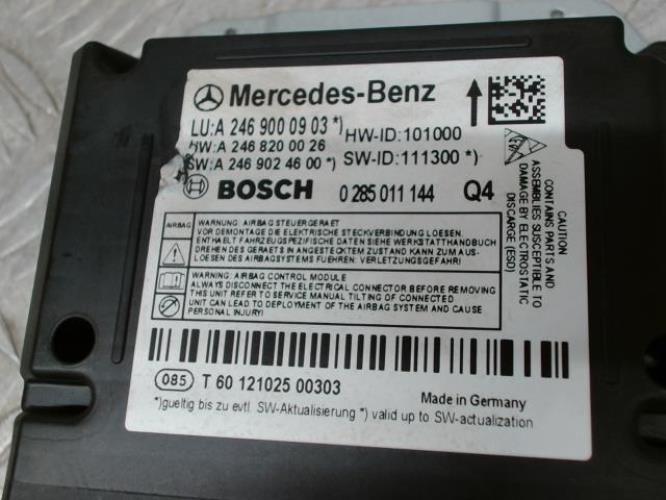 Mercedes-Benz
LU:A 246 900 09 03 *)
HW-ID:101000
HW:A 246 820 00 26
SW:A 246 902 46 00 *)
SW-ID:111300 *)
BOSCH 0 285 011 144 Q4
AIRBAG
WARNUNG: AIRBAG STEUERGERAET
VOR DEMONTAGE DIE ELEKTRISCHE STECKVERBINDUNG LOESEN.
ENTHAELT FAHRZEUGSPEZIFISCHE DATEN SIEHE WERKSTATTHANDBUCH
DREHEN DES GERAETS IN ANGESTECKTEM ZUSTAND KANN ZUM AUS-
LOESEN DES AIRBAGSYSTEMS FUEHREN: VERLETZUNGSGEFAHR!
WARNING: AIRBAG CONTROL MODULE
ALWAYS DISCONNECT THE ELECTRICAL CONNECTOR BEFORE REMOVING
THIS UNIT REFER TO SERVICE MANUAL TILTING OF CONNECTED
UNIT CAN LEAD TO DEPLOYMENT OF THE AIRBAG SYSTEM AND CAUSE
PERSONAL INJURY!
CAUTION
CONTAINS PARTS AND
ASSEMBLIES SUSCEPTIBLE TO
DAMAGE BY ELECTROSTATIC
DISCARGE (ESD)
085 T 60 121025 00303
Made in Germany
*)gueltig bis zu evtl. SW-Aktualisierung *) valid up to SW-actualization